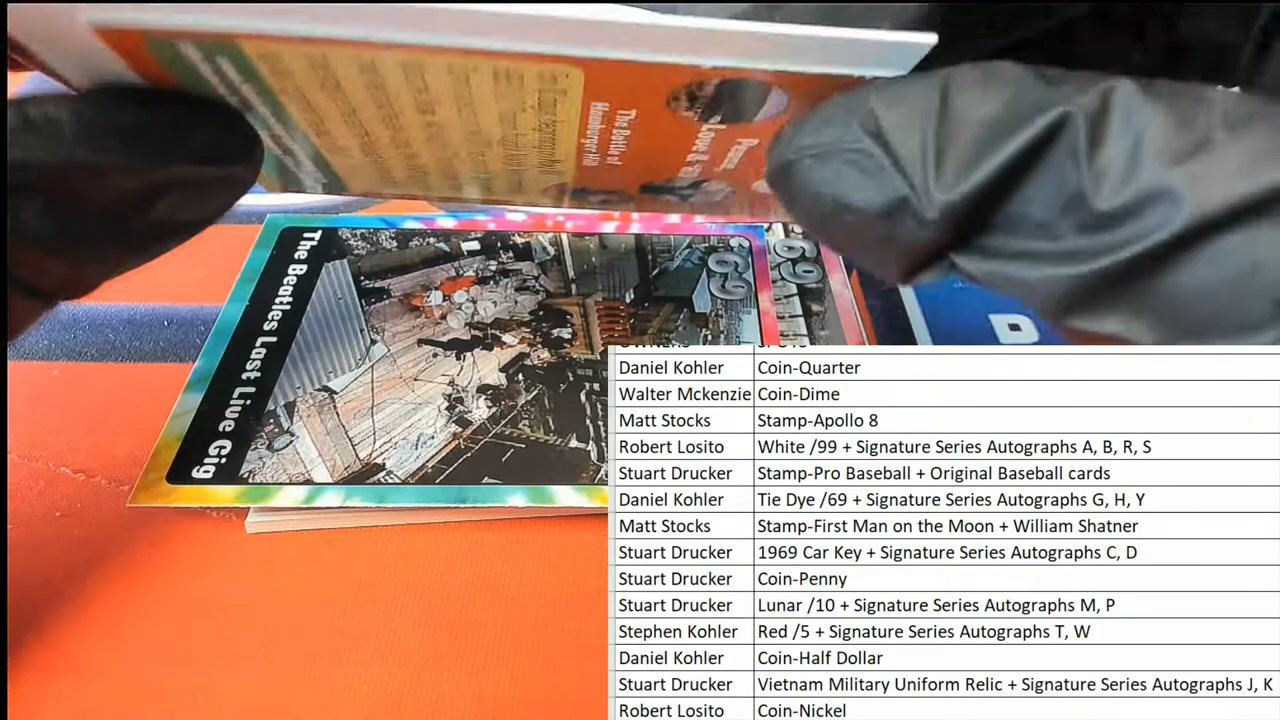 The Battle of
Hamburger Hill
Love &
The Beatles Last Live Gig
69
69
Daniel Kohler Coin-Quarter
Walter Mckenzie Coin-Dime
Matt Stocks Stamp-Apollo 8
Robert Losito White /99 + Signature Series Autographs A, B, R, S
Stuart Drucker Stamp-Pro Baseball + Original Baseball cards
Daniel Kohler Tie Dye /69 + Signature Series Autographs G, H, Y
Matt Stocks Stamp-First Man on the Moon + William Shatner
Stuart Drucker 1969 Car Key + Signature Series Autographs C, D
Stuart Drucker Coin-Penny
Stuart Drucker Lunar /10 + Signature Series Autographs M, P
Stephen Kohler Red /5 + Signature Series Autographs T, W
Daniel Kohler Coin-Half Dollar
Stuart Drucker Vietnam Military Uniform Relic + Signature Series Autographs J, K
Robert Losito Coin-Nickel